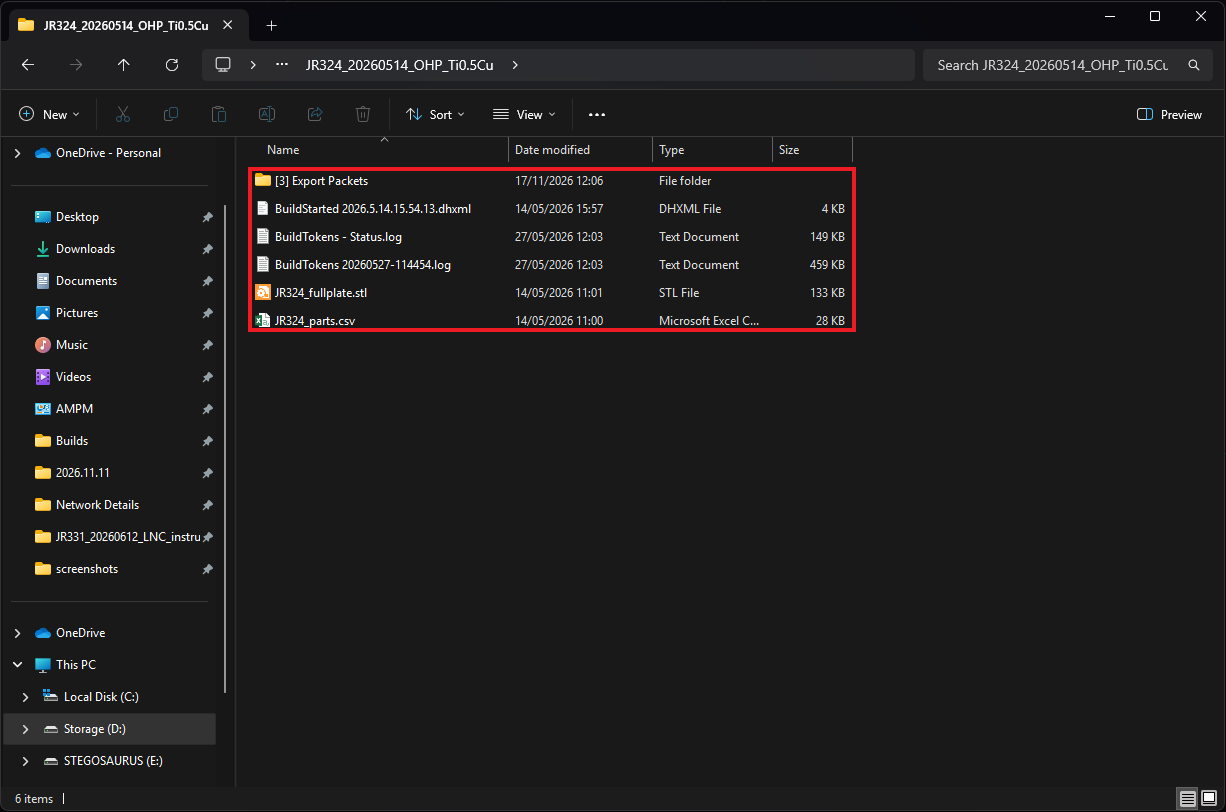 JR324_20260514_OHP_Ti0.5Cu
JR324_20260514_OHP_Ti0.5Cu
Search JR324_20260514_OHP_Ti0.5Cu
New
Sort
View
Preview
Name Date modified Type Size
OneDrive - Personal
Desktop
Downloads
Documents
Pictures
Music
Videos
AMPM
Builds
2026.11.11
Network Details
JR331_20260612_LNC_instru
screenshots
OneDrive
This PC
Local Disk (C:)
Storage (D:)
STEGOSAURUS (E:)
[3] Export Packets 17/11/2026 12:06 File folder
BuildStarted 2026.5.14.15.54.13.dhxml 14/05/2026 15:57 DHXML File 4 KB
BuildTokens - Status.log 27/05/2026 12:03 Text Document 149 KB
BuildTokens 20260527-114454.log 27/05/2026 12:03 Text Document 459 KB
JR324_fullplate.stl 14/05/2026 11:01 STL File 133 KB
JR324_parts.csv 14/05/2026 11:00 Microsoft Excel C... 28 KB
6 items